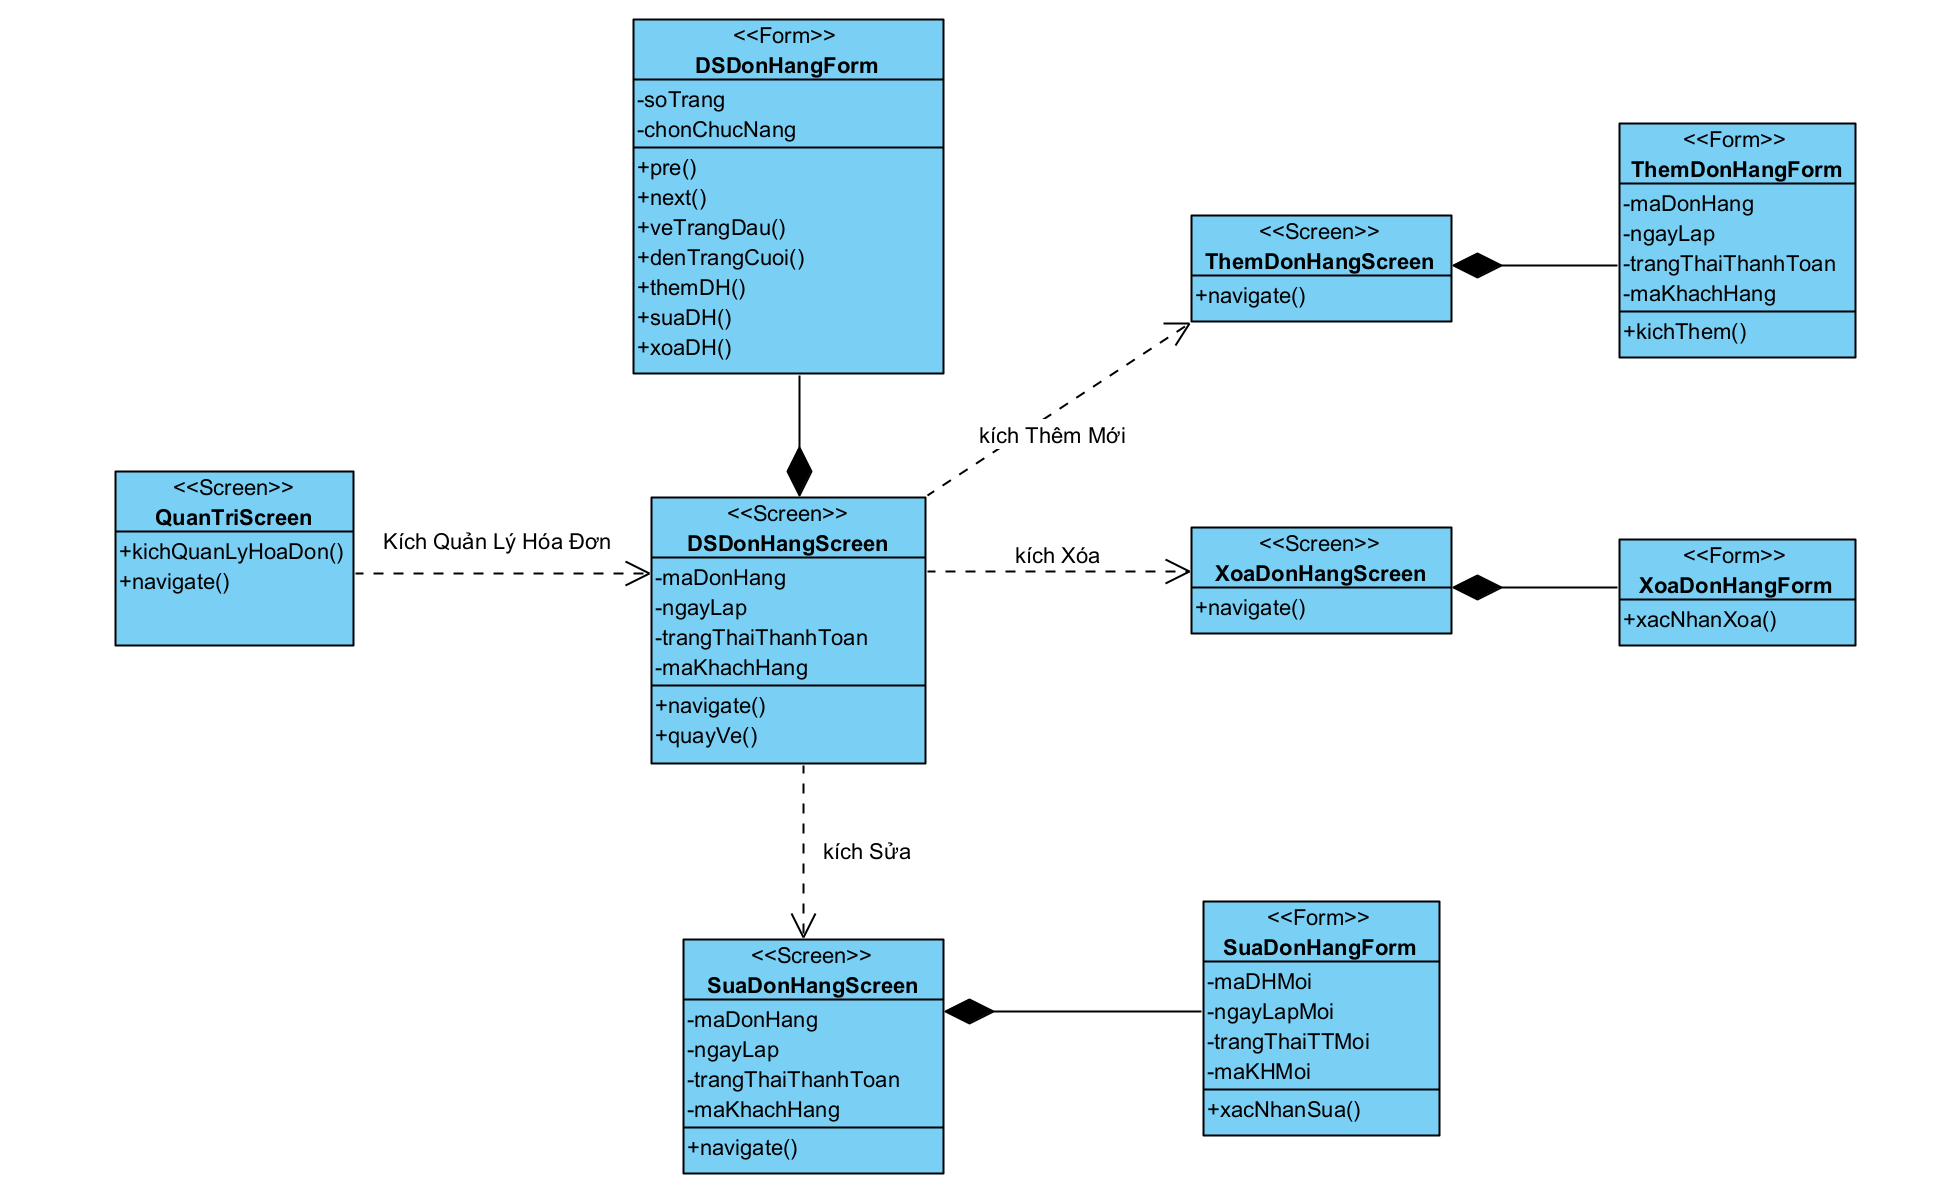 <<Form>>
DSDonHangForm
-soTrang
-chonChucNang
+pre()
+next()
+veTrangDau()
+denTrangCuoi()
+themDH()
+suaDH()
+xoaDH()
<<Form>>
ThemDonHangForm
-maDonHang
-ngayLap
-trangThaiThanhToan
-maKhachHang
+kichThem()
<<Screen>>
ThemDonHangScreen
+navigate()
kích Thêm Mới
<<Screen>>
QuanTriScreen
+kichQuanLyHoaDon()
+navigate()
Kích Quản Lý Hóa Đơn
<<Screen>>
DSDonHangScreen
-maDonHang
-ngayLap
-trangThaiThanhToan
-maKhachHang
+navigate()
+quayVe()
kích Xóa
<<Screen>>
XoaDonHangScreen
+navigate()
<<Form>>
XoaDonHangForm
+xacNhanXoa()
kích Sửa
<<Screen>>
SuaDonHangScreen
-maDonHang
-ngayLap
-trangThaiThanhToan
-maKhachHang
+navigate()
<<Form>>
SuaDonHangForm
-maDHMoi
-ngayLapMoi
-trangThaiTTMoi
-maKHMoi
+xacNhanSua()